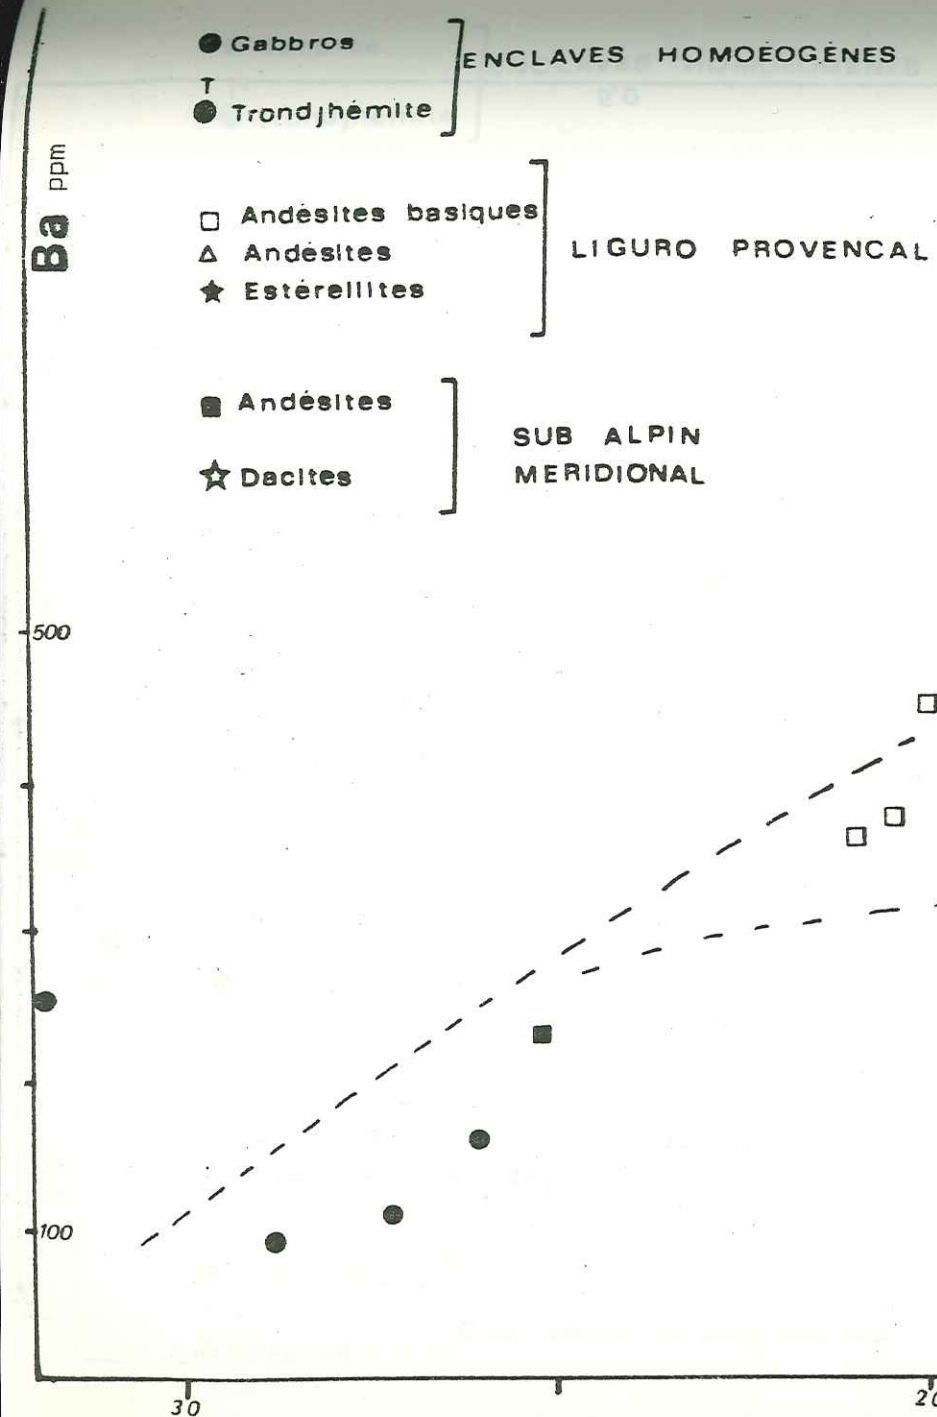 Gabbros
ENCLAVES HOMOEOGÈNES
T
Trondjhémite
Ba ppm
Andésites basiques
Andésites
LIGURO PROVENCAL
Estérellites
Andésites
SUB ALPIN
MERIDIONAL
Dacites
500
100
30